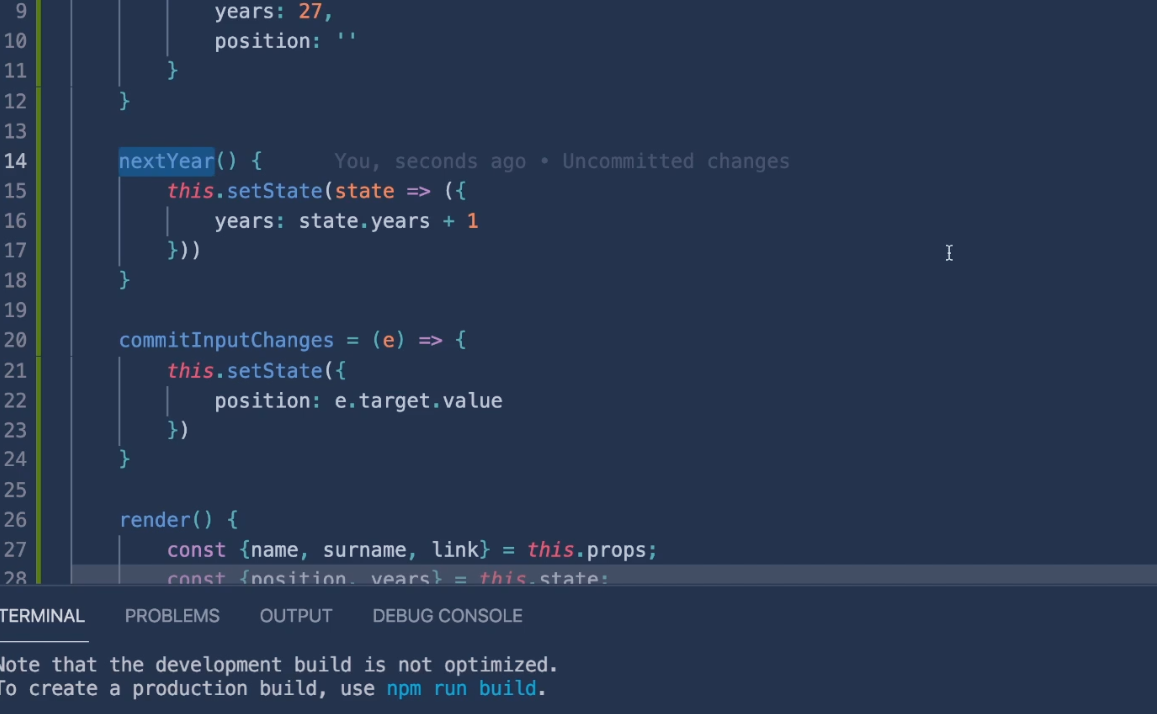 9 years: 27,
10 position: ''
11 }
12 }
13
14 nextYear() { You, seconds ago • Uncommitted changes
15 this.setState(state => ({
16 years: state.years + 1
17 }))
18 }
19
20 commitInputChanges = (e) => {
21 this.setState({
22 position: e.target.value
23 })
24 }
25
26 render() {
27 const {name, surname, link} = this.props;
28 const {position, years} = this.state;
TERMINAL PROBLEMS OUTPUT DEBUG CONSOLE
Note that the development build is not optimized.
To create a production build, use npm run build.